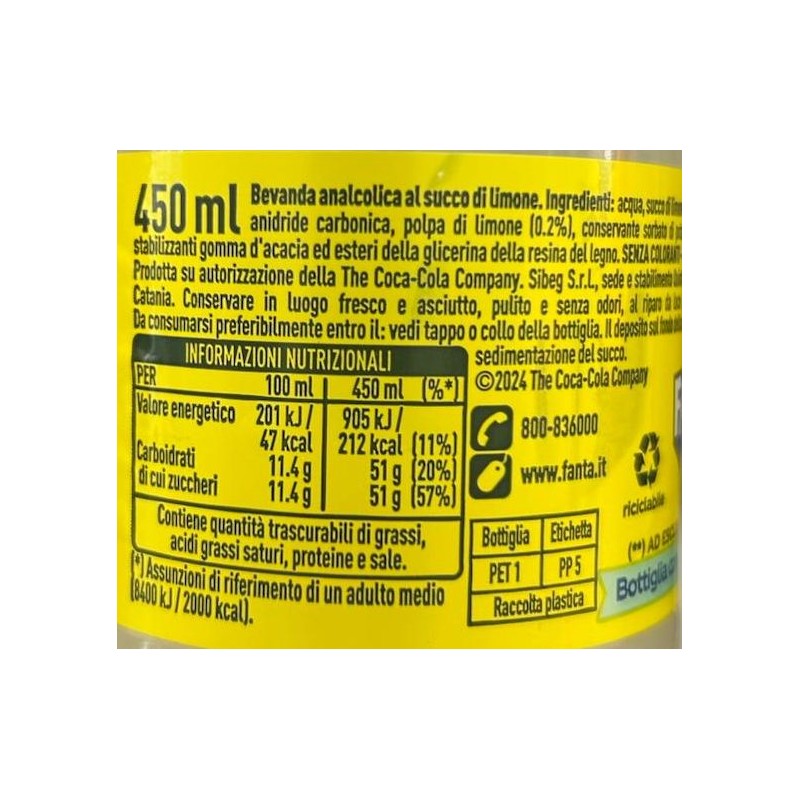 450 ml
Bevanda analcolica al succo di limone. Ingredienti: acqua, succo di
anidride carbonica, polpa di limone (0.2%), conservante sorbato di
stabilizzanti gomma d'acacia ed esteri della glicerina della resina del legno. SENZA COLORANTI
Prodotta su autorizzazione della The Coca-Cola Company. Sibeg S.r.l., sede e stabilimento
Catania. Conservare in luogo fresco e asciutto, pulito e senza odori, al riparo da
Da consumarsi preferibilmente entro il: vedi tappo o collo della bottiglia. Il deposito sul fondo
sedimentazione del succo.
©2024 The Coca-Cola Company
INFORMAZIONI NUTRIZIONALI
PER 100 ml 450 ml (%*)
Valore energetico 201 kJ/ 905 kJ/
47 kcal 212 kcal (11%)
Carboidrati 11.4 g 51 g (20%)
di cui zuccheri 11.4 g 51 g (57%)
Contiene quantità trascurabili di grassi,
acidi grassi saturi, proteine e sale.
(*) Assunzioni di riferimento di un adulto medio
(8400 kJ / 2000 kcal).
800-836000
www.fanta.it
Bottiglia Etichetta
PET 1 PP 5
Raccolta plastica
riciclabile
(**) AD
Bottiglia